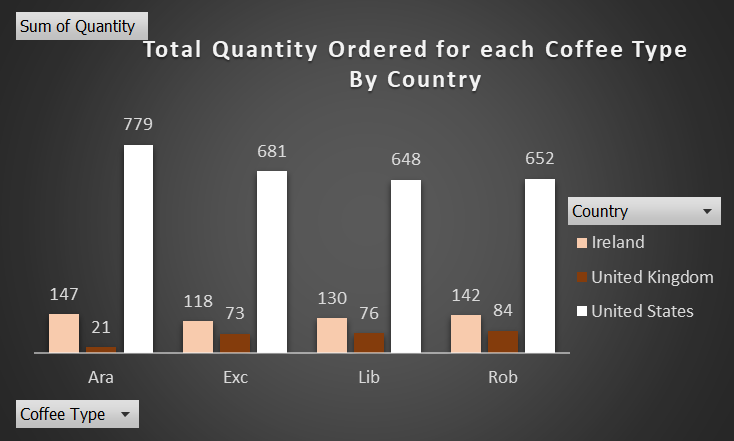 Sum of Quantity
Total Quantity Ordered for each Coffee Type
By Country
779
681
648
652
Country
Ireland
United Kingdom
United States
147
21
118
73
130
76
142
84
Ara
Exc
Lib
Rob
Coffee Type